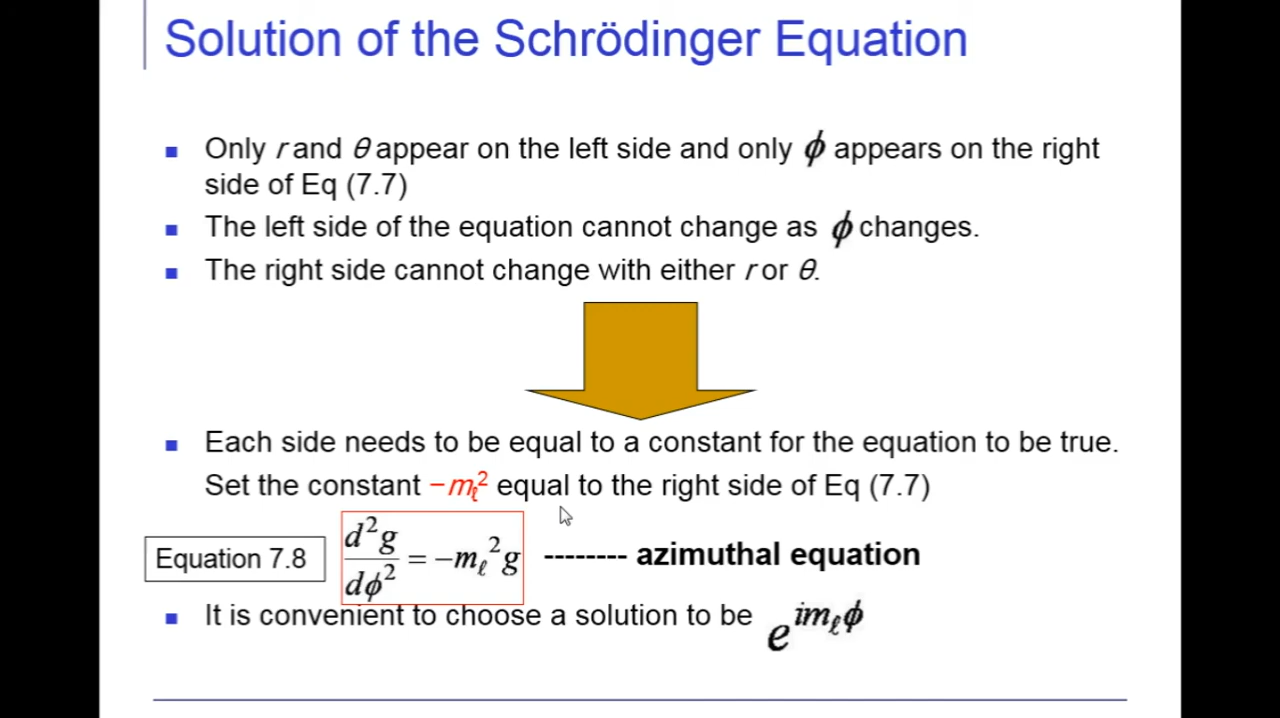 Solution of the Schrödinger Equation
Only r and θ appear on the left side and only ϕ appears on the right
side of Eq (7.7)
The left side of the equation cannot change as ϕ changes.
The right side cannot change with either r or θ.
Each side needs to be equal to a constant for the equation to be true.
Set the constant −mℓ² equal to the right side of Eq (7.7)
Equation 7.8 d²g/dϕ² = −mℓ²g -------- azimuthal equation
It is convenient to choose a solution to be e^{imℓϕ}